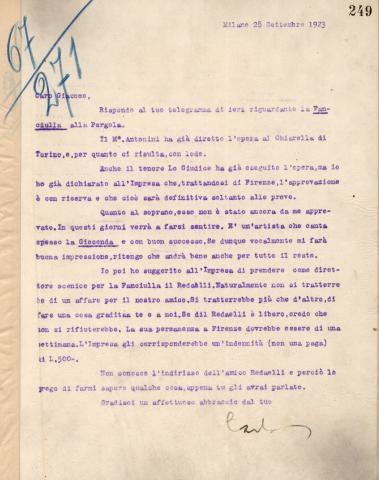 249
67/271
Milano 25 Settembre 1923
Caro Giacomo,
Rispondo al tuo telegramma di ieri riguardante la Fan-
ciulla alla Pergola.
Il M°. Antonini ha già diretto l'opera al Chiarella di
Torino,e,per quanto ci risulta,con lode.
Anche il tenore Lo Giudice ha già eseguito l'opera,ma io
ho già dichiarato all'Impresa che,trattandosi di Firenze,l'approvazione
è con riserva e che cioè sarà definitiva soltanto alle prove.
Quanto al soprano,esso non è stato ancora da me appro-
vato.In questi giorni verrà a farsi sentire. E' un'artista che canta
spesso la Gioconda e con buon successo.Se dunque vocalmente mi farà
buona impressione,ritengo che andrà bene anche per tutto il resto.
Io poi ho suggerito all'Impresa di prendere come diret-
tore scenico per la Fanciulla il Redaelli.Naturalmente non si tratterre
be di un affare per il nostro amico.Si tratterebbe più che d'altro,di
fare una cosa gradita a te e a noi.Se dil Redaelli è libero,credo che
non si rifiuterebbe. La sua permanenza a Firenze dovrebbe essere di una
settimana.L'Impresa gli corrisponderebbe un'indennità (non una paga)
di L.500-.
Non conosco l'indirizzo dell'amico Redaelli e perciò lo
prego di farmi sapere qualche cosa,appena tu gli avrai parlato.
Gradisci un affettuoso abbraccio dal tuo